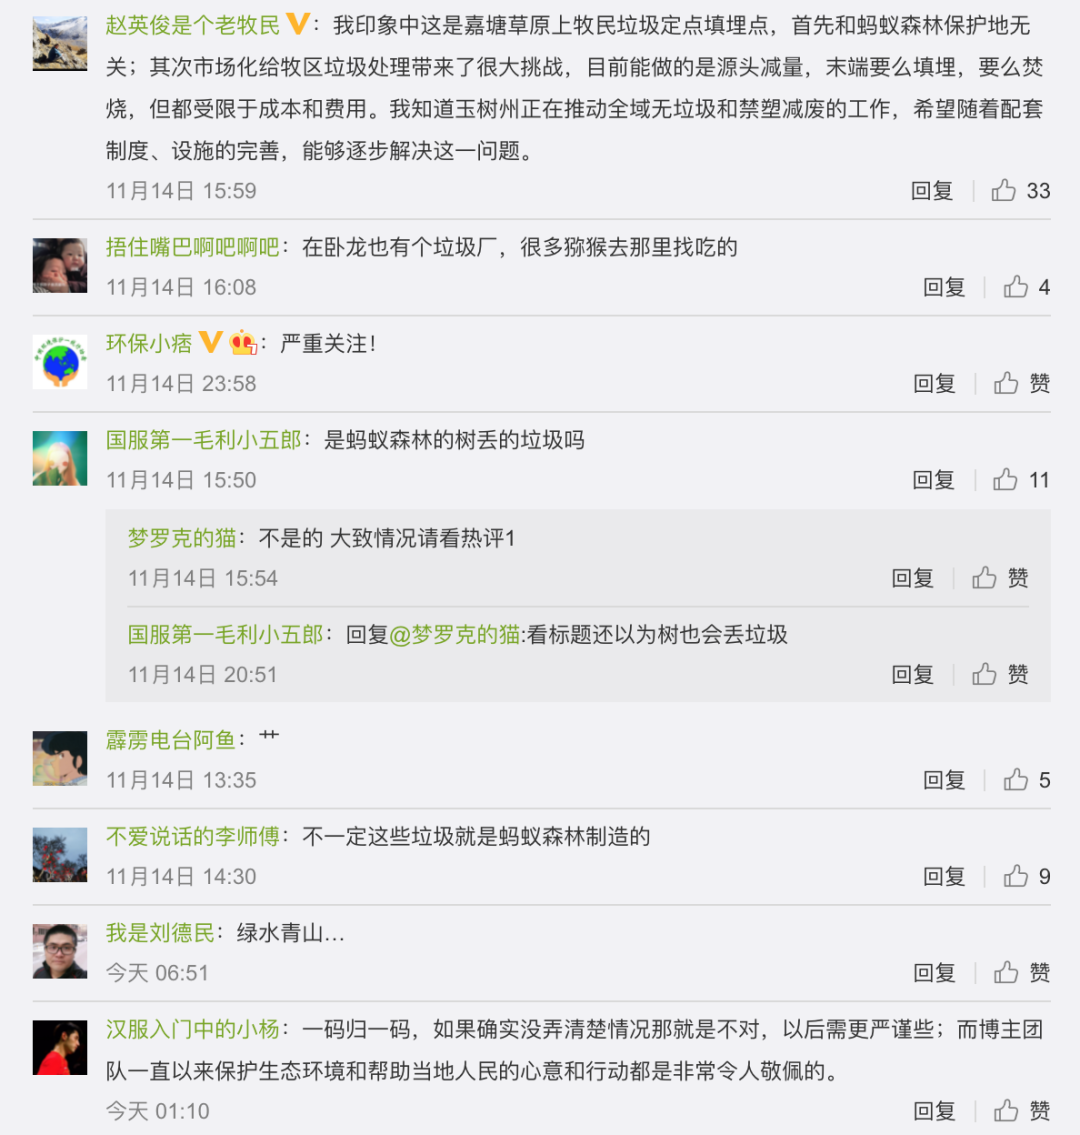 赵英俊是个老牧民：我印象中这是嘉塘草原上牧民垃圾定点填埋点，首先和蚂蚁森林保护地无
关；其次市场化给牧区垃圾处理带来了很大挑战，目前能做的是源头减量，末端要么填埋，要么焚
烧，但都受限于成本和费用。我知道玉树州正在推动全域无垃圾和禁塑减废的工作，希望随着配套
制度、设施的完善，能够逐步解决这一问题。
11月14日 15:59 回复 33
捂住嘴巴啊吧啊吧：在卧龙也有个垃圾厂，很多猕猴去那里找吃的
11月14日 16:08 回复 4
环保小痞：严重关注！
11月14日 23:58 回复 赞
国服第一毛利小五郎：是蚂蚁森林的树丢的垃圾吗
11月14日 15:50 回复 11
梦罗克的猫：不是的 大致情况请看热评1
11月14日 15:54 回复 赞
国服第一毛利小五郎：回复@梦罗克的猫:看标题还以为树也会丢垃圾
11月14日 20:51 回复 赞
霹雳电台阿鱼：艹
11月14日 13:35 回复 5
不爱说话的李师傅：不一定这些垃圾就是蚂蚁森林制造的
11月14日 14:30 回复 9
我是刘德民：绿水青山…
今天 06:51 回复 赞
汉服入门中的小杨：一码归一码，如果确实没弄清楚情况那就是不对，以后需更严谨些；而博主团
队一直以来保护生态环境和帮助当地人民的心意和行动都是非常令人敬佩的。
今天 01:10 回复 赞